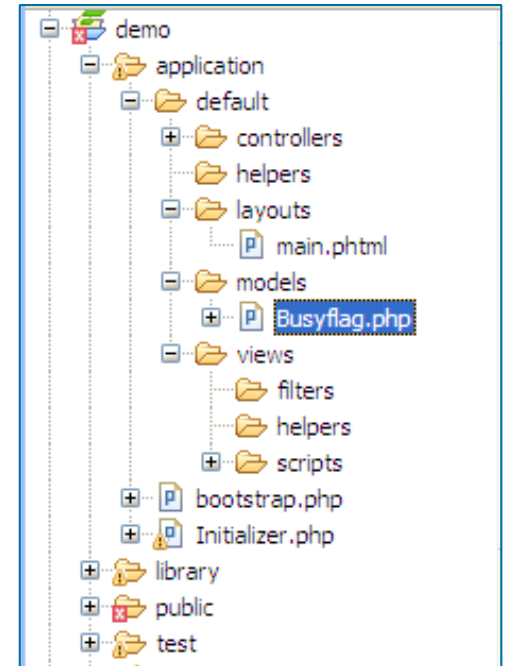 demo
application
default
controllers
helpers
layouts
main.phtml
models
Busyflag.php
views
filters
helpers
scripts
bootstrap.php
Initializer.php
library
public
test